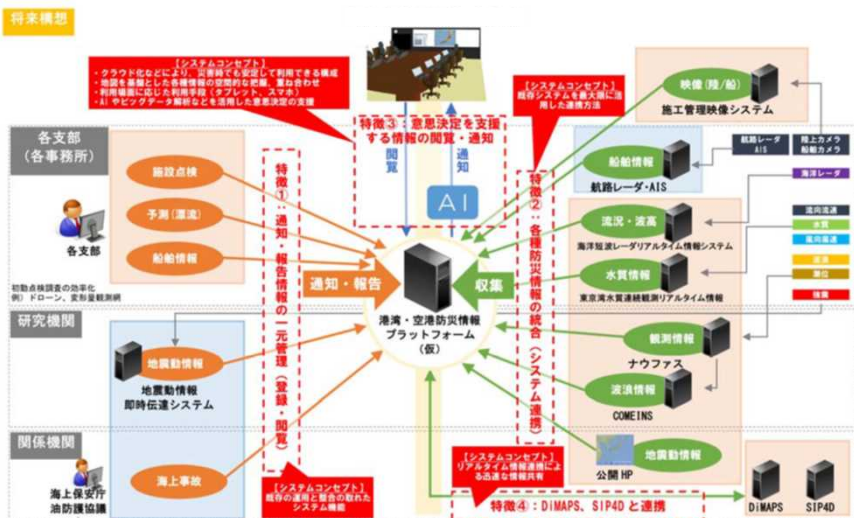 将来構想
【システムコンセプト】
・クラウド化などにより、災害時でも安定して利用できる構成
・地図を基盤とした各種情報の空間的な把握、重ね合わせ
・利用場面に応じた利用手段(タブレット、スマホ)
・AIやビッグデータ解析などを活用した意思決定の支援
特徴③:意思決定を支援
する情報の閲覧・通知
閲覧
通知
AI
【システムコンセプト】
既存システムを最大限に活
用した連携方法
各支部
(各事務所)
各支部
初動点検調査の効率化
例)ドローン、変形量観測網
施設点検
予測(漂流)
船舶情報
特徴①:通知・報告情報の一元管理(登録・閲覧)
通知・報告
収集
港湾・空港防災情報
プラットフォーム
(仮)
特徴②:各種防災情報の統合(システム連携)
映像(陸/船)
施工管理映像システム
船舶情報
航路レーダ・AIS
航路レーダ
AIS
陸上カメラ
船舶カメラ
海洋レーダ
流況・波高
海洋短波レーダリアルタイム情報システム
流向流速
水質
風向風速
波浪
潮位
強震
水質情報
東京湾水質連続観測リアルタイム情報
研究機関
地震動情報
地震動情報
即時伝達システム
観測情報
ナウファス
波浪情報
COMEINS
関係機関
海上保安庁
油防護協議
海上事故
【システムコンセプト】
既存の運用と整合の取れた
システム機能
【システムコンセプト】
リアルタイム情報連携によ
る迅速な情報共有
公開HP
地震動情報
特徴④:DiMAPS、SIP4Dと連携
DiMAPS
SIP4D